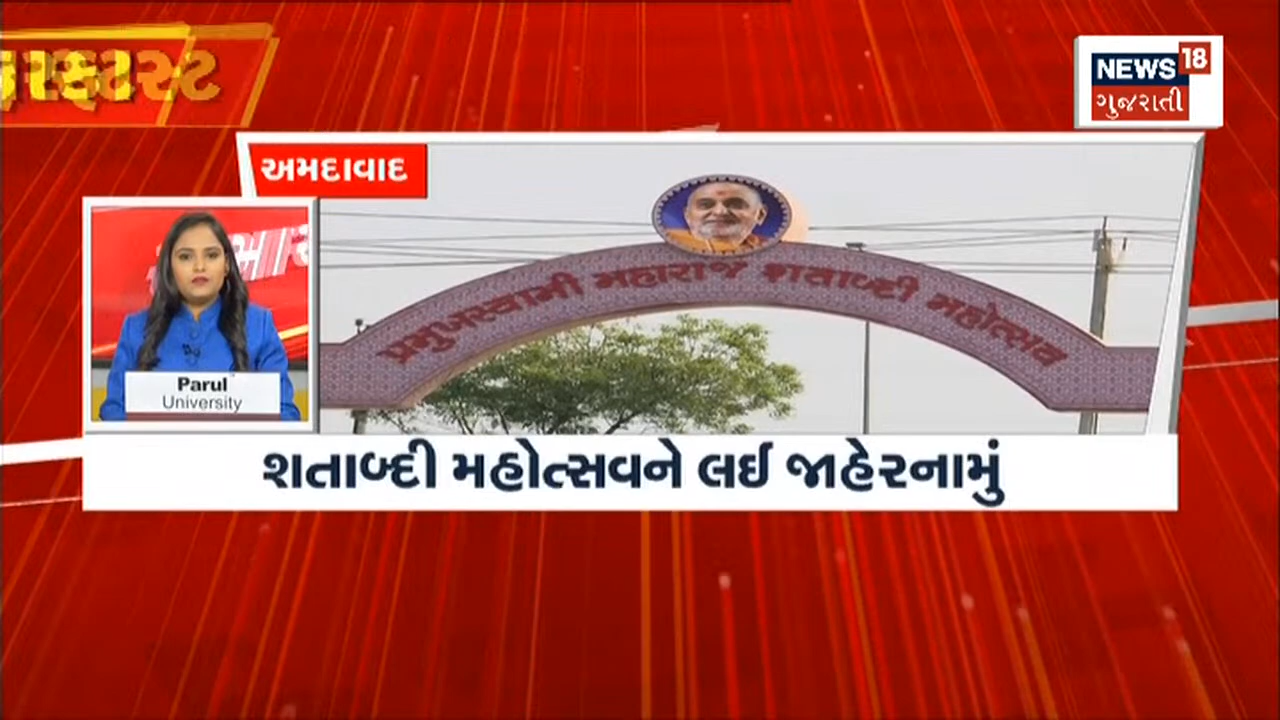 NEWS 18
ગુજરાતી
અમદાવાદ
પ્રમુખસ્વામી મહારાજ શતાબ્દી મહોત્સવ
Parul
University
શતાબ્દી મહોત્સવને લઈ જાહેરનામું